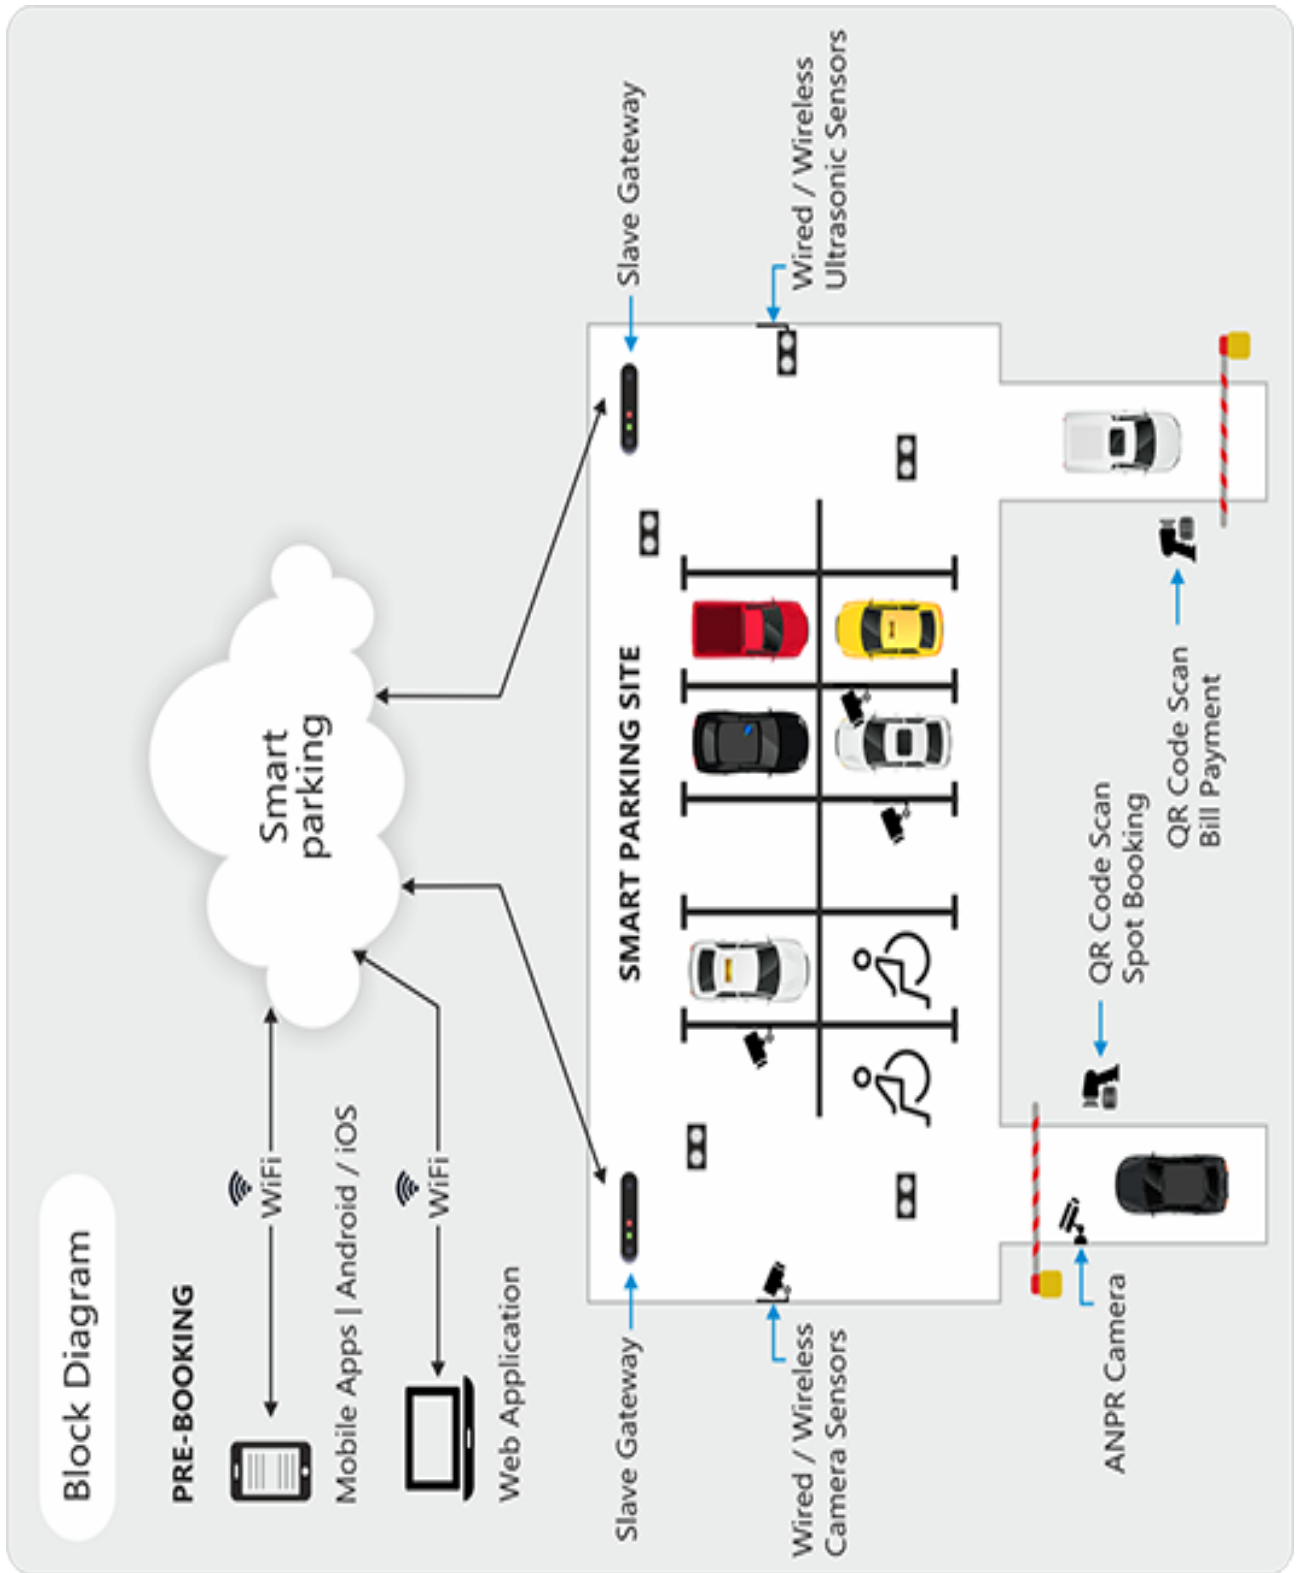 Block Diagram
PRE-BOOKING
WiFi
Mobile Apps | Android / iOS
WiFi
Web Application
Smart
parking
Slave Gateway
Slave Gateway
SMART PARKING SITE
Wired / Wireless
Camera Sensors
Wired / Wireless
Ultrasonic Sensors
ANPR Camera
QR Code Scan
Spot Booking
QR Code Scan
Bill Payment